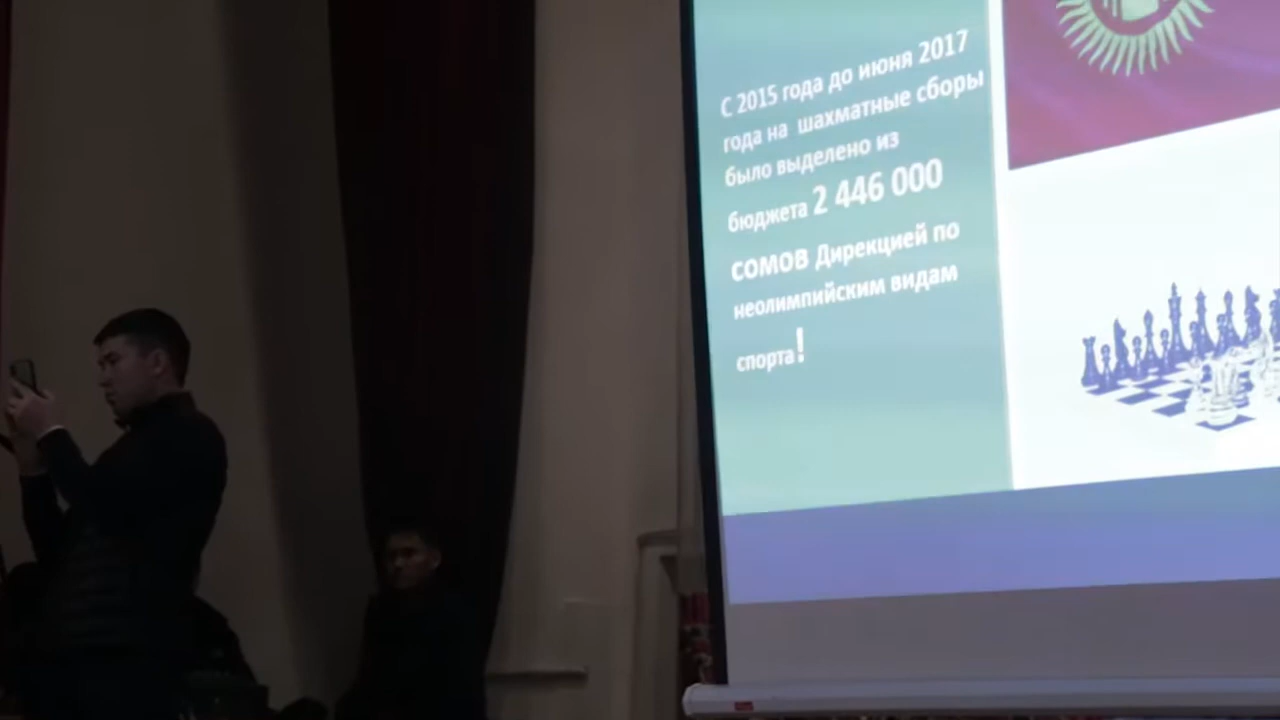 С 2015 года до июня 2017
года на шахматные сборы
было выделено из
бюджета 2 446 000
сомов Дирекцией по
неолимпийским видам
спорта!